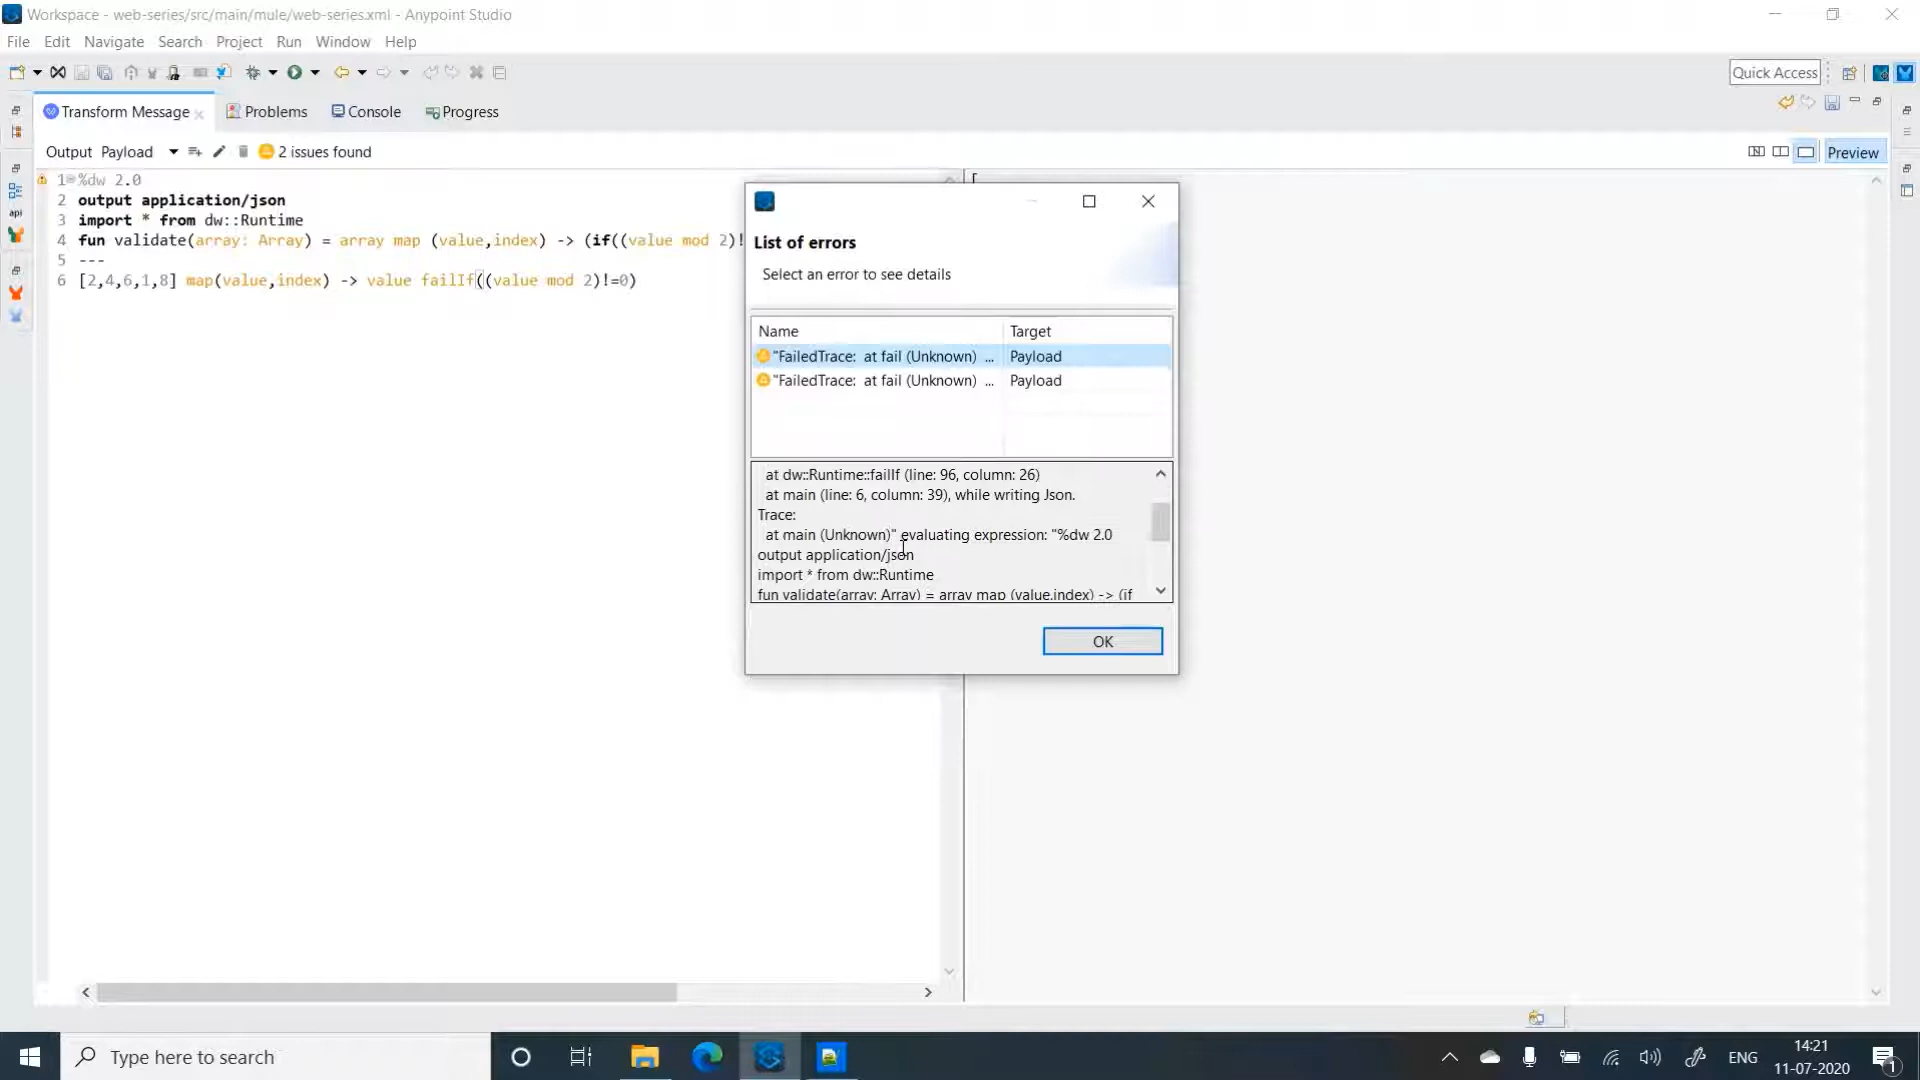 Workspace - web-series/src/main/mule/web-series.xml - Anypoint Studio
File Edit Navigate Search Project Run Window Help
Quick Access
Transform Message Problems Console Progress
Output Payload 2 issues found
Preview
1 %dw 2.0
2 output application/json
3 import * from dw::Runtime
4 fun validate(array: Array) = array map (value,index) -> (if((value mod 2)!
5 ---
6 [2,4,6,1,8] map(value,index) -> value failIf((value mod 2)!=0)
[
api
List of errors
Select an error to see details
Name Target
"FailedTrace: at fail (Unknown) ... Payload
"FailedTrace: at fail (Unknown) ... Payload
at dw::Runtime::failIf (line: 96, column: 26)
at main (line: 6, column: 39), while writing Json.
Trace:
at main (Unknown)" evaluating expression: "%dw 2.0
output application/json
import * from dw::Runtime
fun validate(array: Array) = array map (value,index) -> (if
OK
Type here to search
ENG
14:21
11-07-2020
1